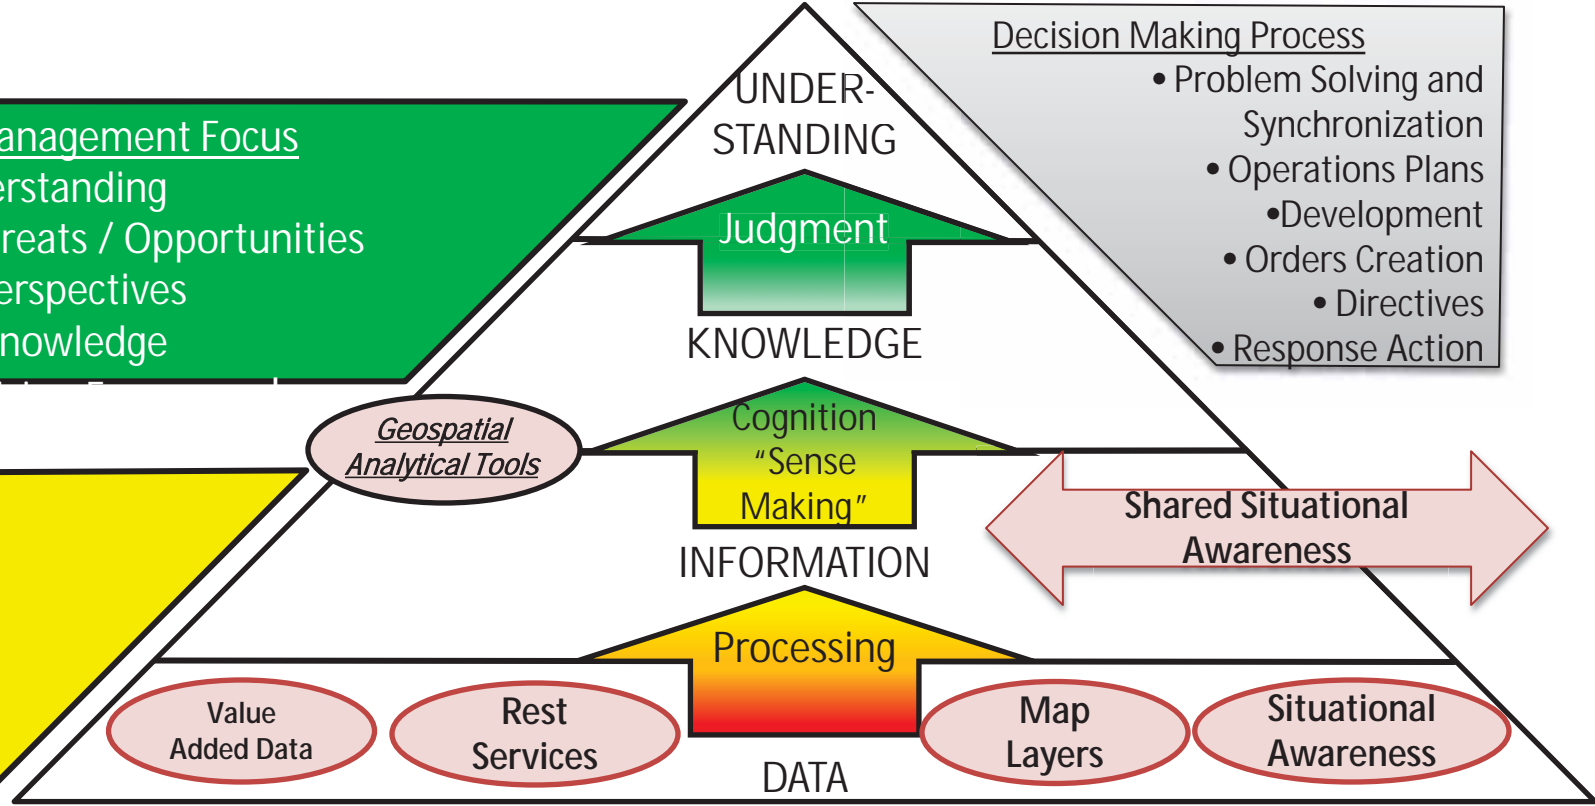 Decision Making Process
• Problem Solving and
Synchronization
• Operations Plans
•Development
• Orders Creation
• Directives
• Response Action
anagement Focus
erstanding
reats / Opportunities
erspectives
nowledge
UNDER-
STANDING
Judgment
KNOWLEDGE
Geospatial
Analytical Tools
Cognition
“Sense
Making”
Shared Situational
Awareness
INFORMATION
Processing
Value
Added Data
Rest
Services
Map
Layers
Situational
Awareness
DATA